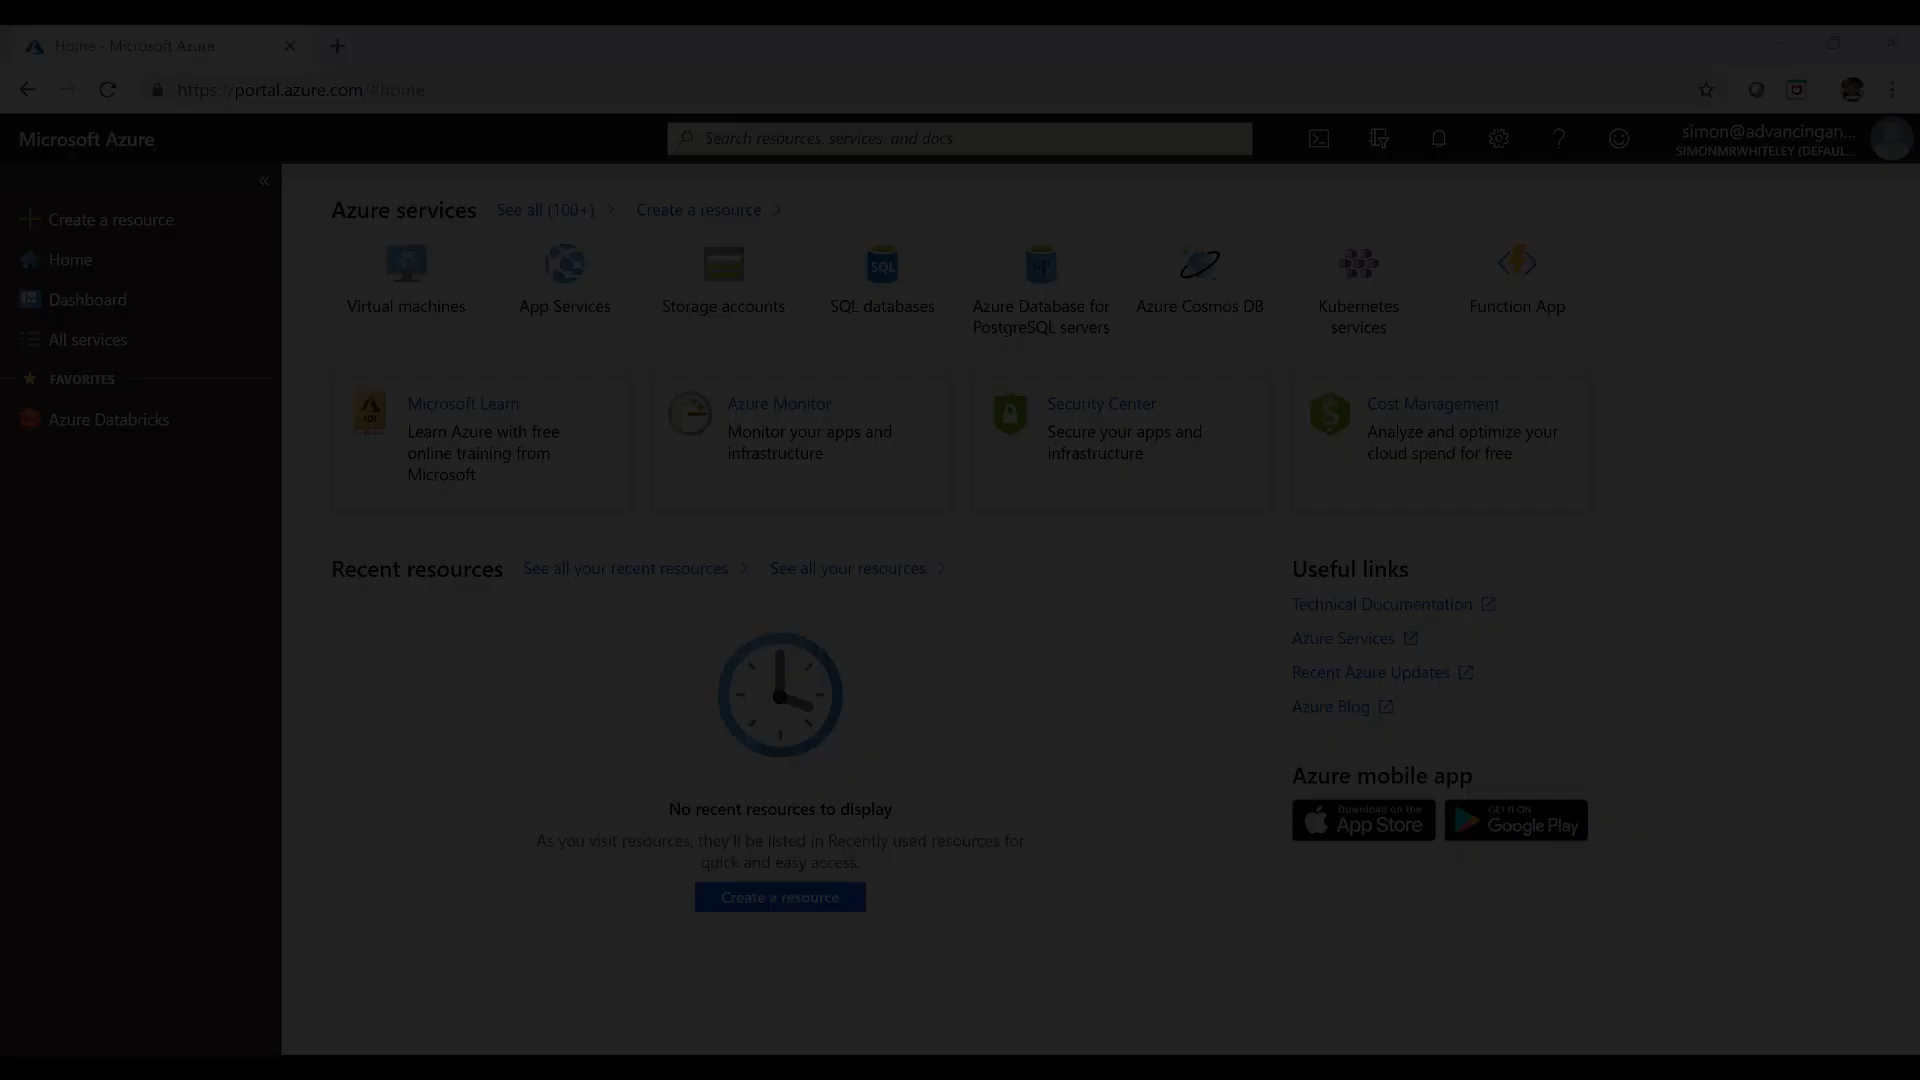 Home - Microsoft Azure
https://portal.azure.com/#home
Microsoft Azure
Search resources, services, and docs
simon@advancingan...
SIMONMRWHITELEY (DEFAUL...
«
Create a resource
Home
Dashboard
All services
FAVORITES
Azure Databricks
Azure services
See all (100+)
Create a resource
Virtual machines
App Services
Storage accounts
SQL
SQL databases
Azure Database for
PostgreSQL servers
Azure Cosmos DB
Kubernetes
services
Function App
101
Microsoft Learn
Learn Azure with free
online training from
Microsoft
Azure Monitor
Monitor your apps and
infrastructure
Security Center
Secure your apps and
infrastructure
Cost Management
Analyze and optimize your
cloud spend for free
Recent resources
See all your recent resources
See all your resources
No recent resources to display
As you visit resources, they'll be listed in Recently used resources for
quick and easy access.
Create a resource
Useful links
Technical Documentation
Azure Services
Recent Azure Updates
Azure Blog
Azure mobile app
Download on the
App Store
GET IT ON
Google Play